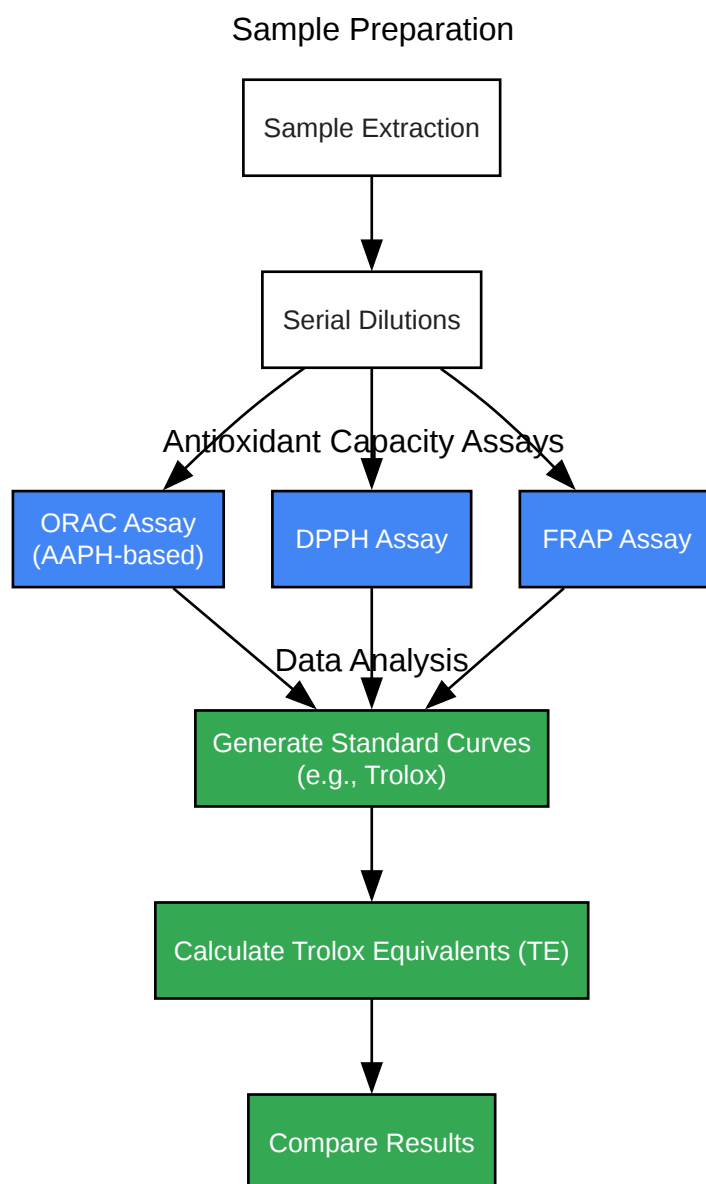 Sample Preparation
Sample Extraction
Serial Dilutions
Antioxidant Capacity Assays
ORAC Assay
(AAPH-based)
DPPH Assay
FRAP Assay
Data Analysis
Generate Standard Curves
(e.g., Trolox)
Calculate Trolox Equivalents (TE)
Compare Results